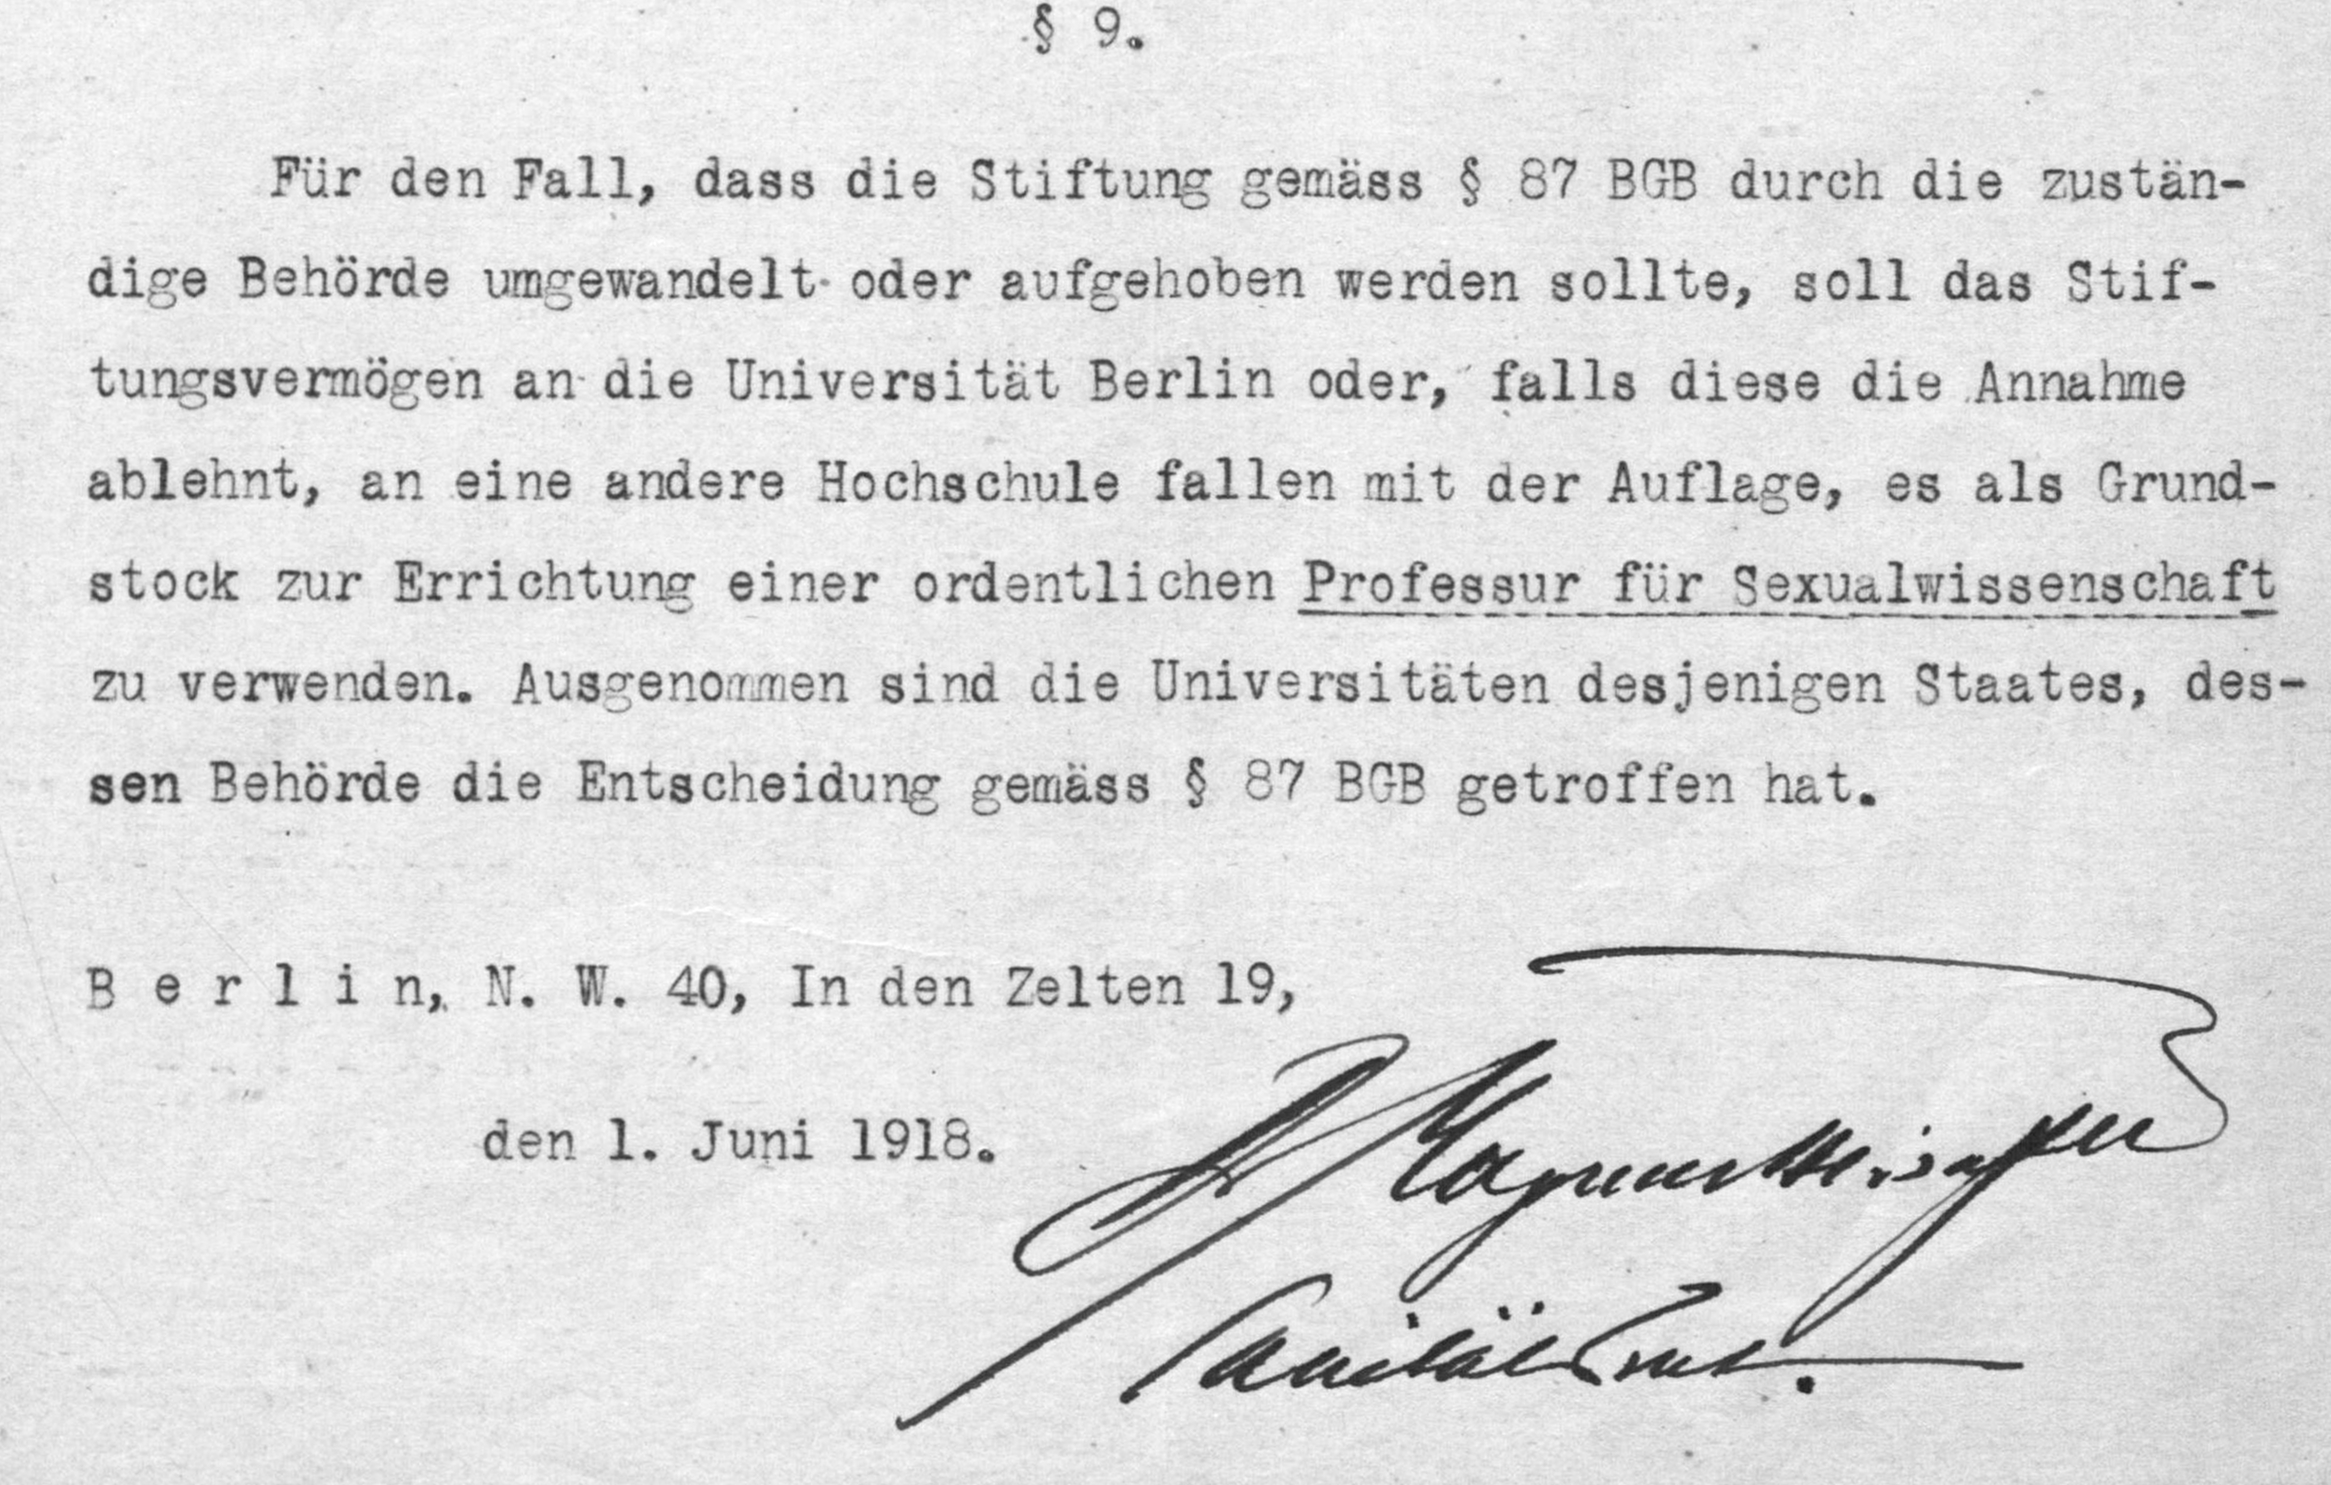 § 9.
Für den Fall, dass die Stiftung gemäss § 87 BGB durch die zustän-
dige Behörde umgewandelt oder aufgehoben werden sollte, soll das Stif-
tungsvermögen an die Universität Berlin oder, falls diese die Annahme
ablehnt, an eine andere Hochschule fallen mit der Auflage, es als Grund-
stock zur Errichtung einer ordentlichen Professur für Sexualwissenschaft
zu verwenden. Ausgenommen sind die Universitäten desjenigen Staates, des-
sen Behörde die Entscheidung gemäss § 87 BGB getroffen hat.
B e r l i n, N. W. 40, In den Zelten 19,
den 1. Juni 1918.
Magnus Hirschfeld
Sanitätsrat.